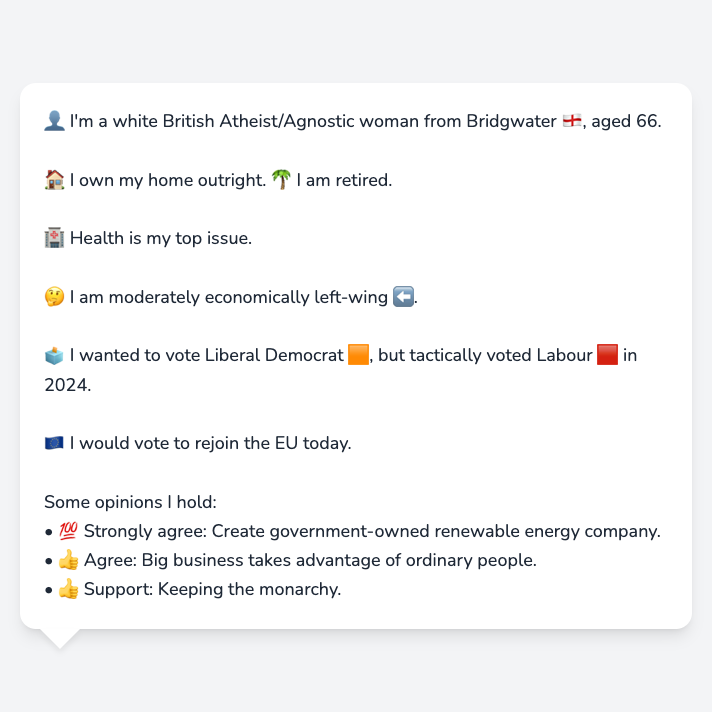 👤 I'm a white British Atheist/Agnostic woman from Bridgwater 🏴󠁧󠁢󠁥󠁮󠁧󠁿, aged 66.
🏠 I own my home outright. 🌴 I am retired.
🏥 Health is my top issue.
🤔 I am moderately economically left-wing ⬅️.
🗳️ I wanted to vote Liberal Democrat 🟧, but tactically voted Labour 🟥 in
2024.
🇪🇺 I would vote to rejoin the EU today.
Some opinions I hold:
• 💯 Strongly agree: Create government-owned renewable energy company.
• 👍 Agree: Big business takes advantage of ordinary people.
• 👍 Support: Keeping the monarchy.